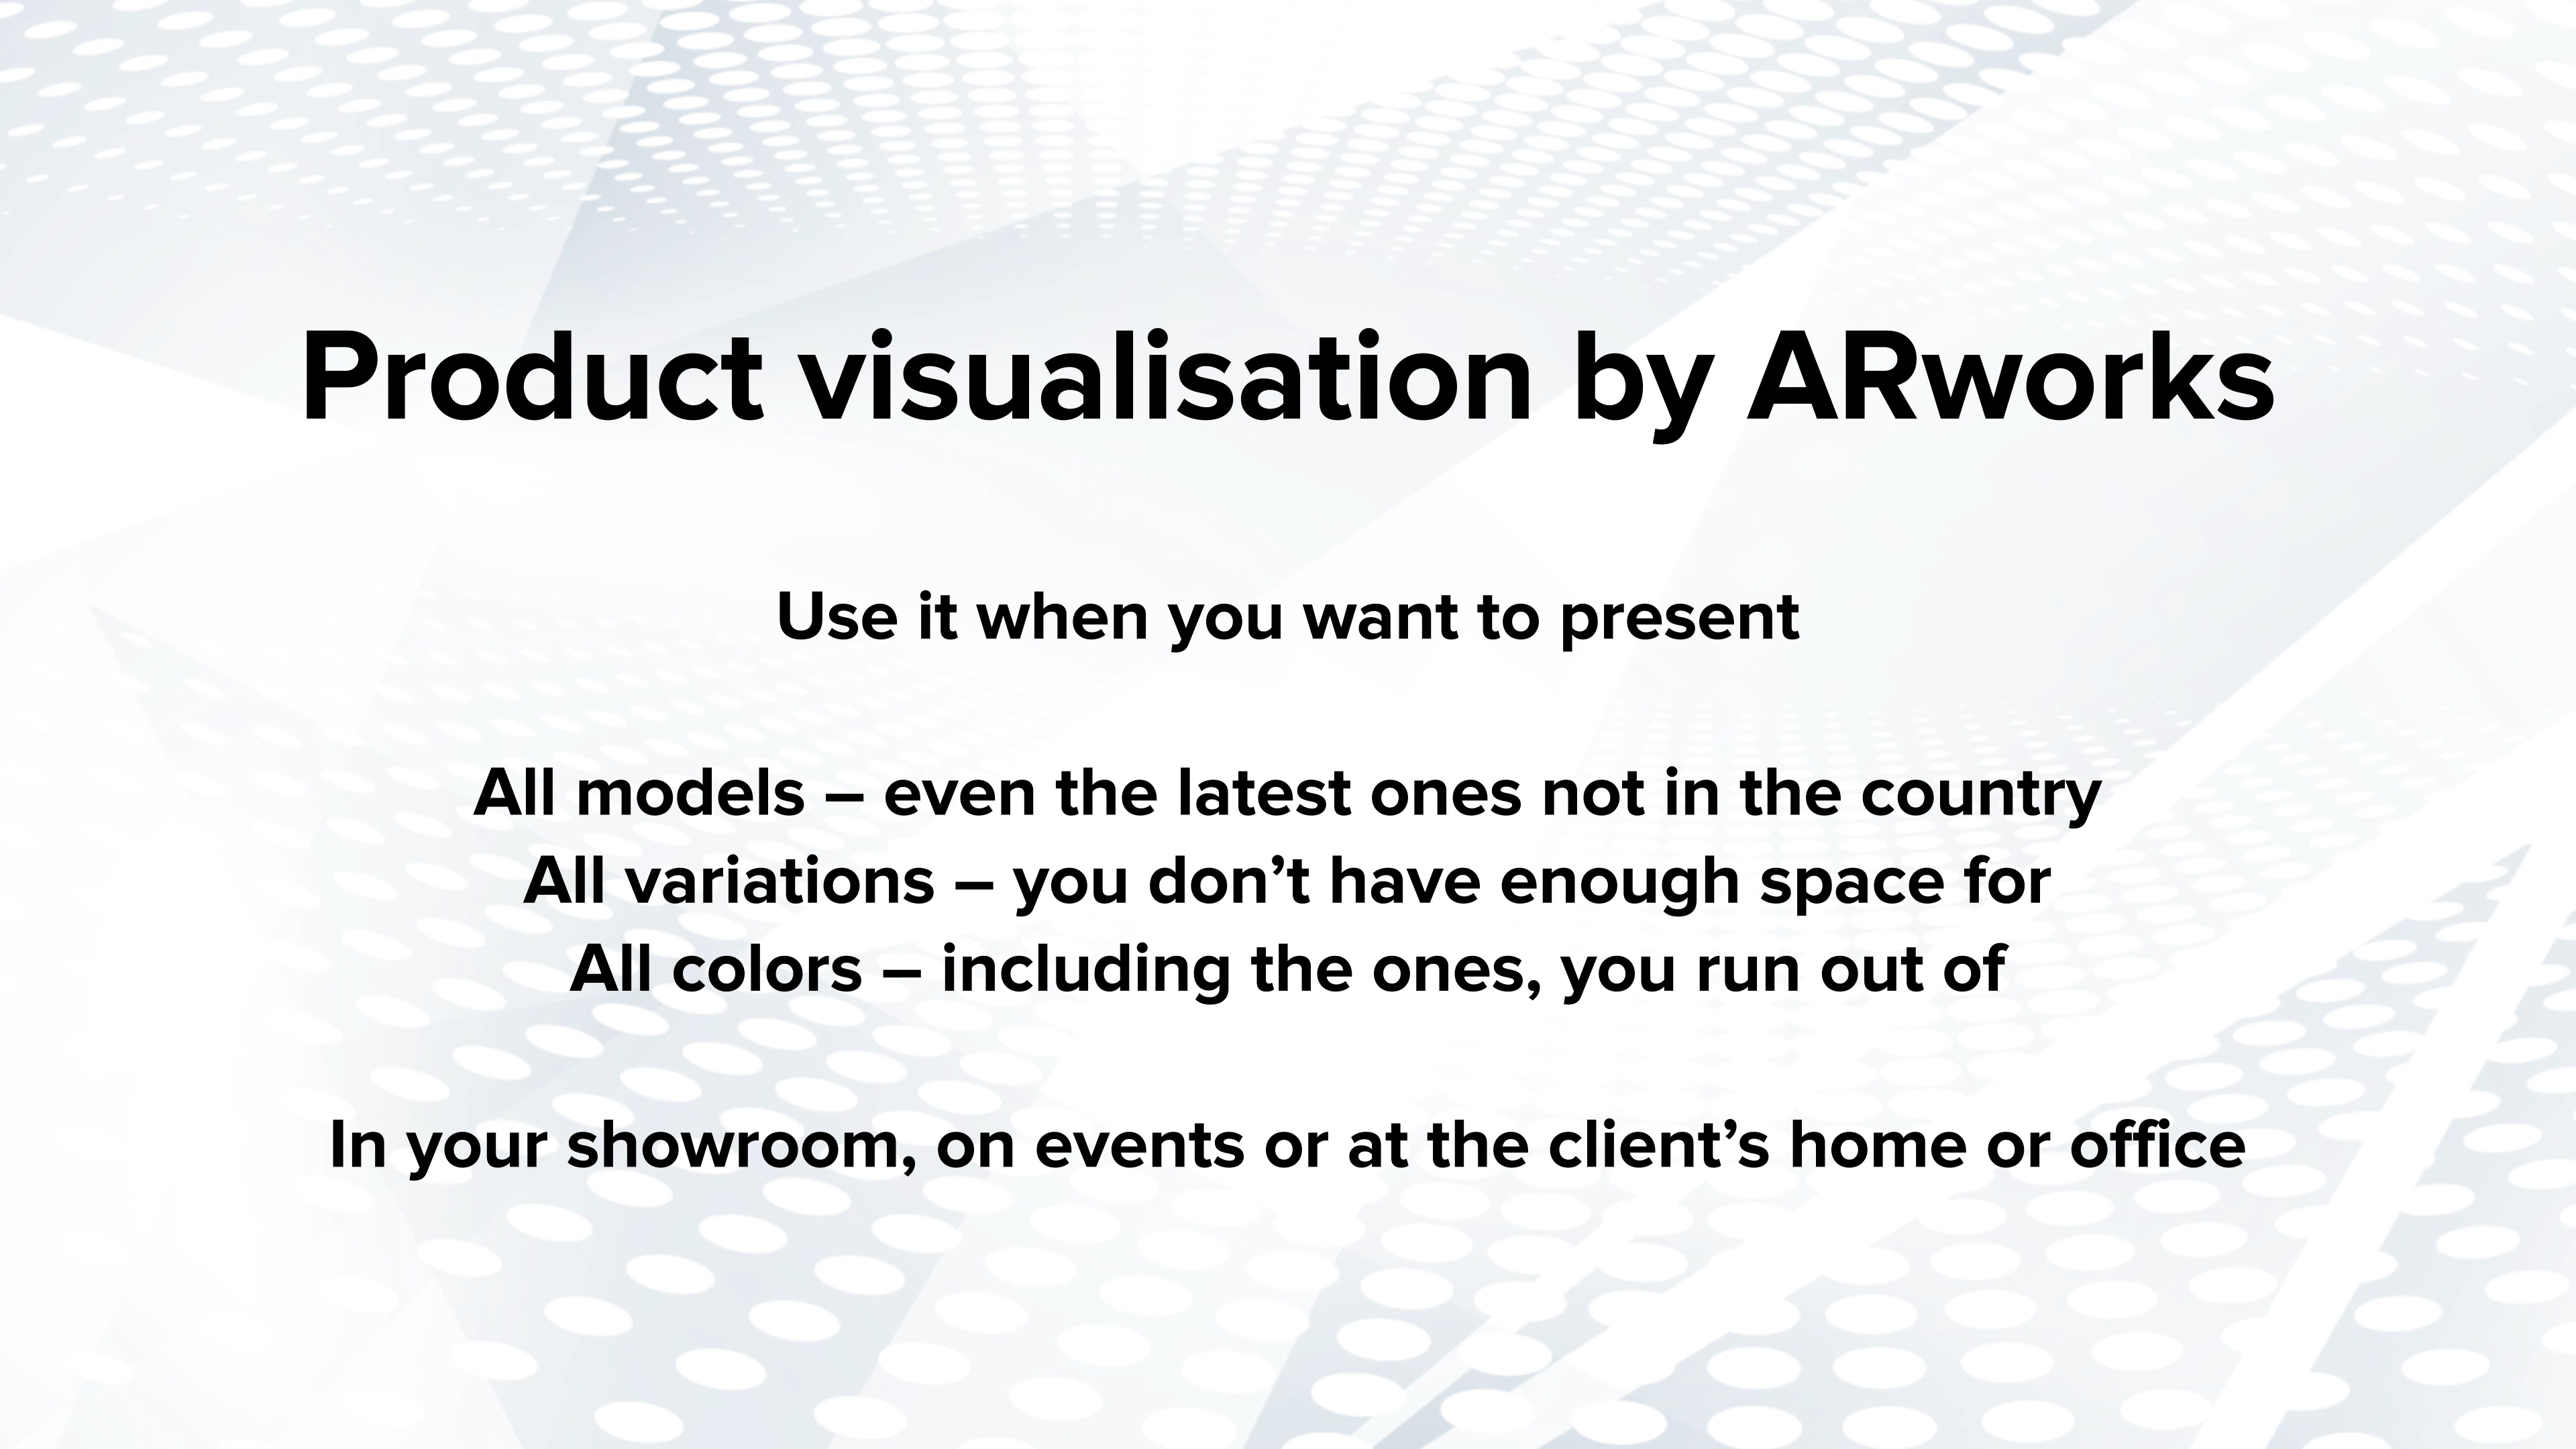 Product visualisation by ARworks
Use it when you want to present
All models – even the latest ones not in the country
All variations – you don’t have enough space for
All colors – including the ones, you run out of
In your showroom, on events or at the client’s home or office